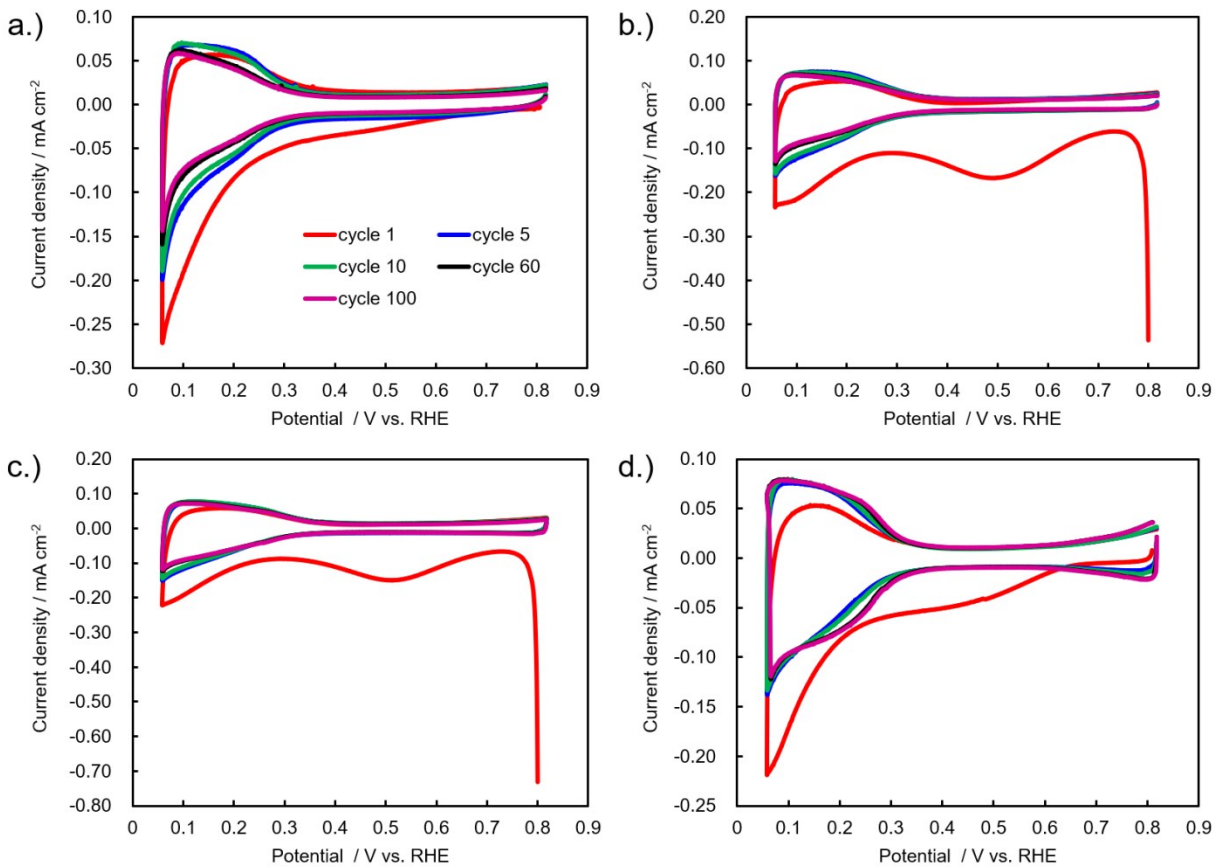 a.)
0.10
0.05
0.00
-0.05
-0.10
-0.15
-0.20
-0.25
-0.30
Current density / mA cm⁻²
cycle 1 cycle 5
cycle 10 cycle 60
cycle 100
0 0.1 0.2 0.3 0.4 0.5 0.6 0.7 0.8 0.9
Potential / V vs. RHE
b.)
0.20
0.10
0.00
-0.10
-0.20
-0.30
-0.40
-0.50
-0.60
Current density / mA cm⁻²
0 0.1 0.2 0.3 0.4 0.5 0.6 0.7 0.8 0.9
Potential / V vs. RHE
c.)
0.20
0.10
0.00
-0.10
-0.20
-0.30
-0.40
-0.50
-0.60
-0.70
-0.80
Current density / mA cm⁻²
0 0.1 0.2 0.3 0.4 0.5 0.6 0.7 0.8 0.9
Potential / V vs. RHE
d.)
0.10
0.05
0.00
-0.05
-0.10
-0.15
-0.20
-0.25
Current density / mA cm⁻²
0 0.1 0.2 0.3 0.4 0.5 0.6 0.7 0.8 0.9
Potential / V vs. RHE